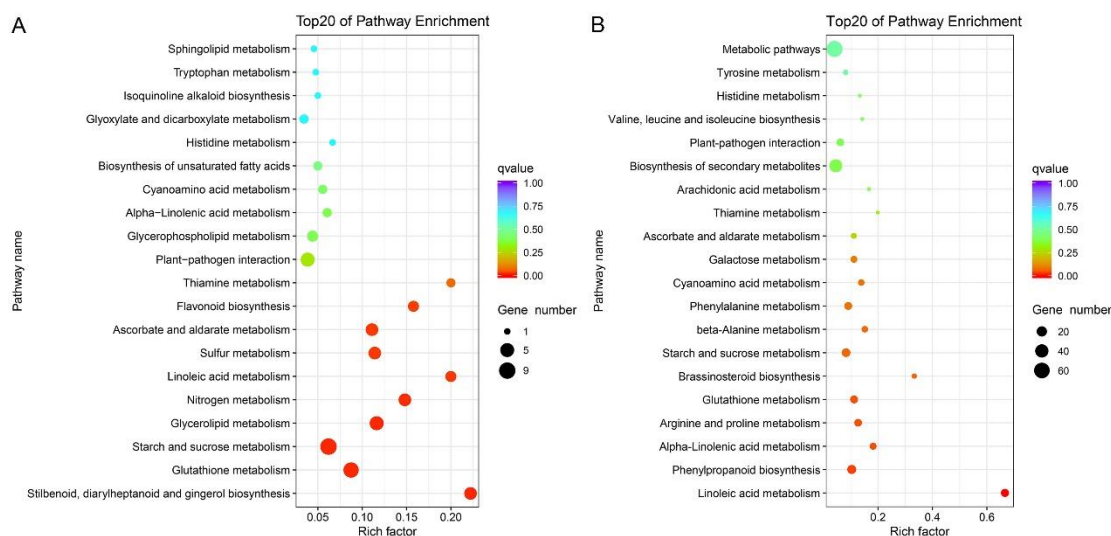 A
Top20 of Pathway Enrichment
Pathway name
Sphingolipid metabolism
Tryptophan metabolism
Isoquinoline alkaloid biosynthesis
Glyoxylate and dicarboxylate metabolism
Histidine metabolism
Biosynthesis of unsaturated fatty acids
Cyanoamino acid metabolism
Alpha-Linolenic acid metabolism
Glycerophospholipid metabolism
Plant-pathogen interaction
Thiamine metabolism
Flavonoid biosynthesis
Ascorbate and aldarate metabolism
Sulfur metabolism
Linoleic acid metabolism
Nitrogen metabolism
Glycerolipid metabolism
Starch and sucrose metabolism
Glutathione metabolism
Stilbenoid, diarylheptanoid and gingerol biosynthesis
0.05 0.10 0.15 0.20
Rich factor
qvalue
1.00
0.75
0.50
0.25
0.00
Gene number
1
5
9
B
Top20 of Pathway Enrichment
Pathway name
Metabolic pathways
Tyrosine metabolism
Histidine metabolism
Valine, leucine and isoleucine biosynthesis
Plant-pathogen interaction
Biosynthesis of secondary metabolites
Arachidonic acid metabolism
Thiamine metabolism
Ascorbate and aldarate metabolism
Galactose metabolism
Cyanoamino acid metabolism
Phenylalanine metabolism
beta-Alanine metabolism
Starch and sucrose metabolism
Brassinosteroid biosynthesis
Glutathione metabolism
Arginine and proline metabolism
Alpha-Linolenic acid metabolism
Phenylpropanoid biosynthesis
Linoleic acid metabolism
0.2 0.4 0.6
Rich factor
qvalue
1.00
0.75
0.50
0.25
0.00
Gene number
20
40
60